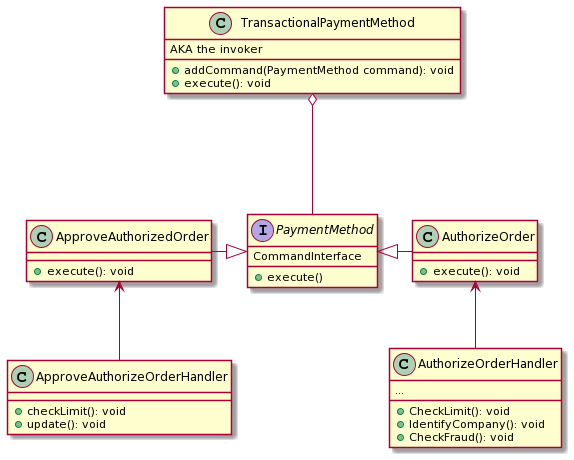 C TransactionalPaymentMethod
AKA the invoker
addCommand(PaymentMethod command): void
execute(): void
C ApproveAuthorizedOrder
execute(): void
I PaymentMethod
CommandInterface
execute()
C AuthorizeOrder
execute(): void
C ApproveAuthorizeOrderHandler
checkLimit(): void
update(): void
C AuthorizeOrderHandler
...
CheckLimit(): void
IdentifyCompany(): void
CheckFraud(): void